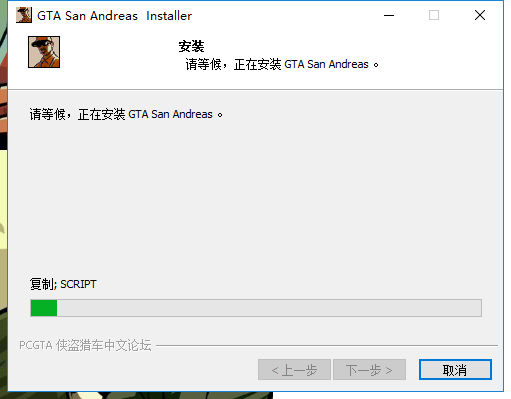 GTA San Andreas  Installer
安装
请等候，正在安装 GTA San Andreas 。
请等候，正在安装 GTA San Andreas 。
复制; SCRIPT
PCGTA 侠盗猎车中文论坛
< 上一步 下一步 > 取消